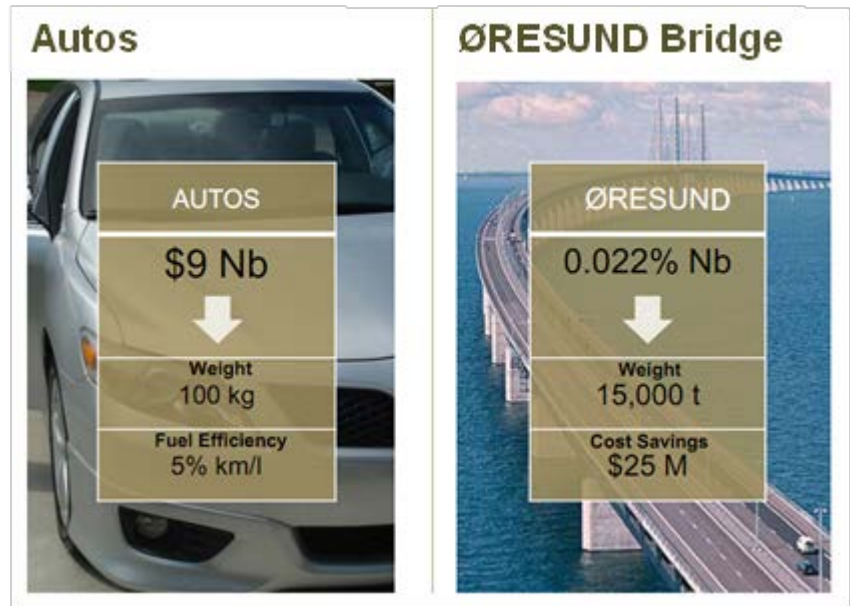 Autos
AUTOS
$9 Nb
Weight
100 kg
Fuel Efficiency
5% km/l
ØRESUND Bridge
ØRESUND
0.022% Nb
Weight
15,000 t
Cost Savings
$25 M